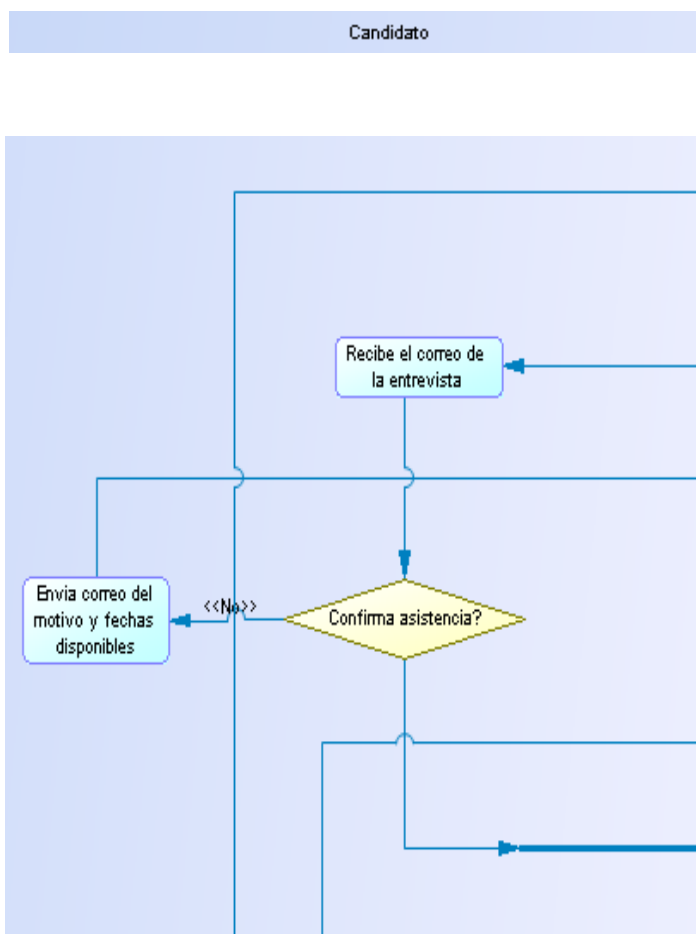 Candidato
Recibe el correo de
la entrevista
Envia correo del
motivo y fechas
disponibles
<<No>>
Confirma asistencia?